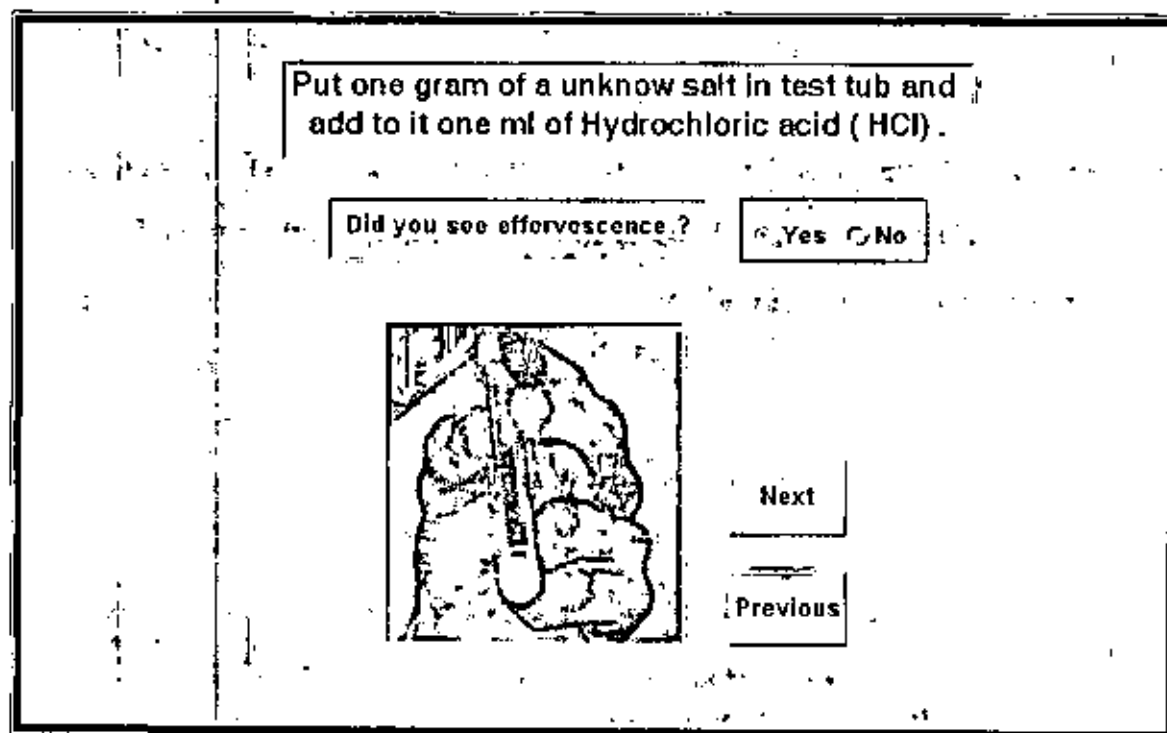 Put one gram of a unknow salt in test tub and
add to it one ml of Hydrochloric acid ( HCl) .
Did you see effervescence ?
Yes No
Next
Previous